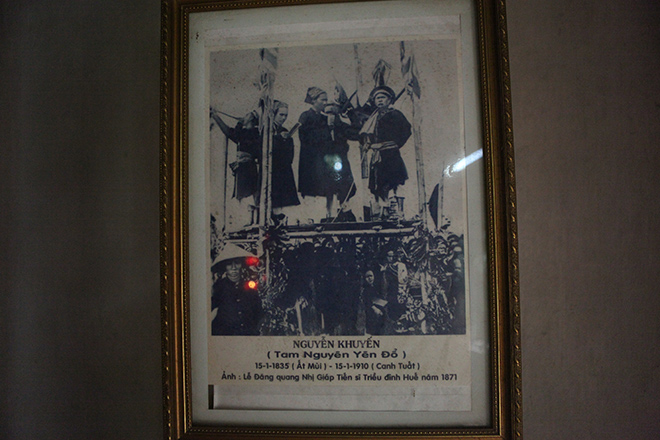 NGUYỄN KHUYẾN
( Tam Nguyên Yên Đổ )
15-1-1835 ( Ất Mùi ) - 15-1-1910 ( Canh Tuất )
Ảnh : Lễ Đăng quang Nhị Giáp Tiến sĩ Triều đình Huế năm 1871